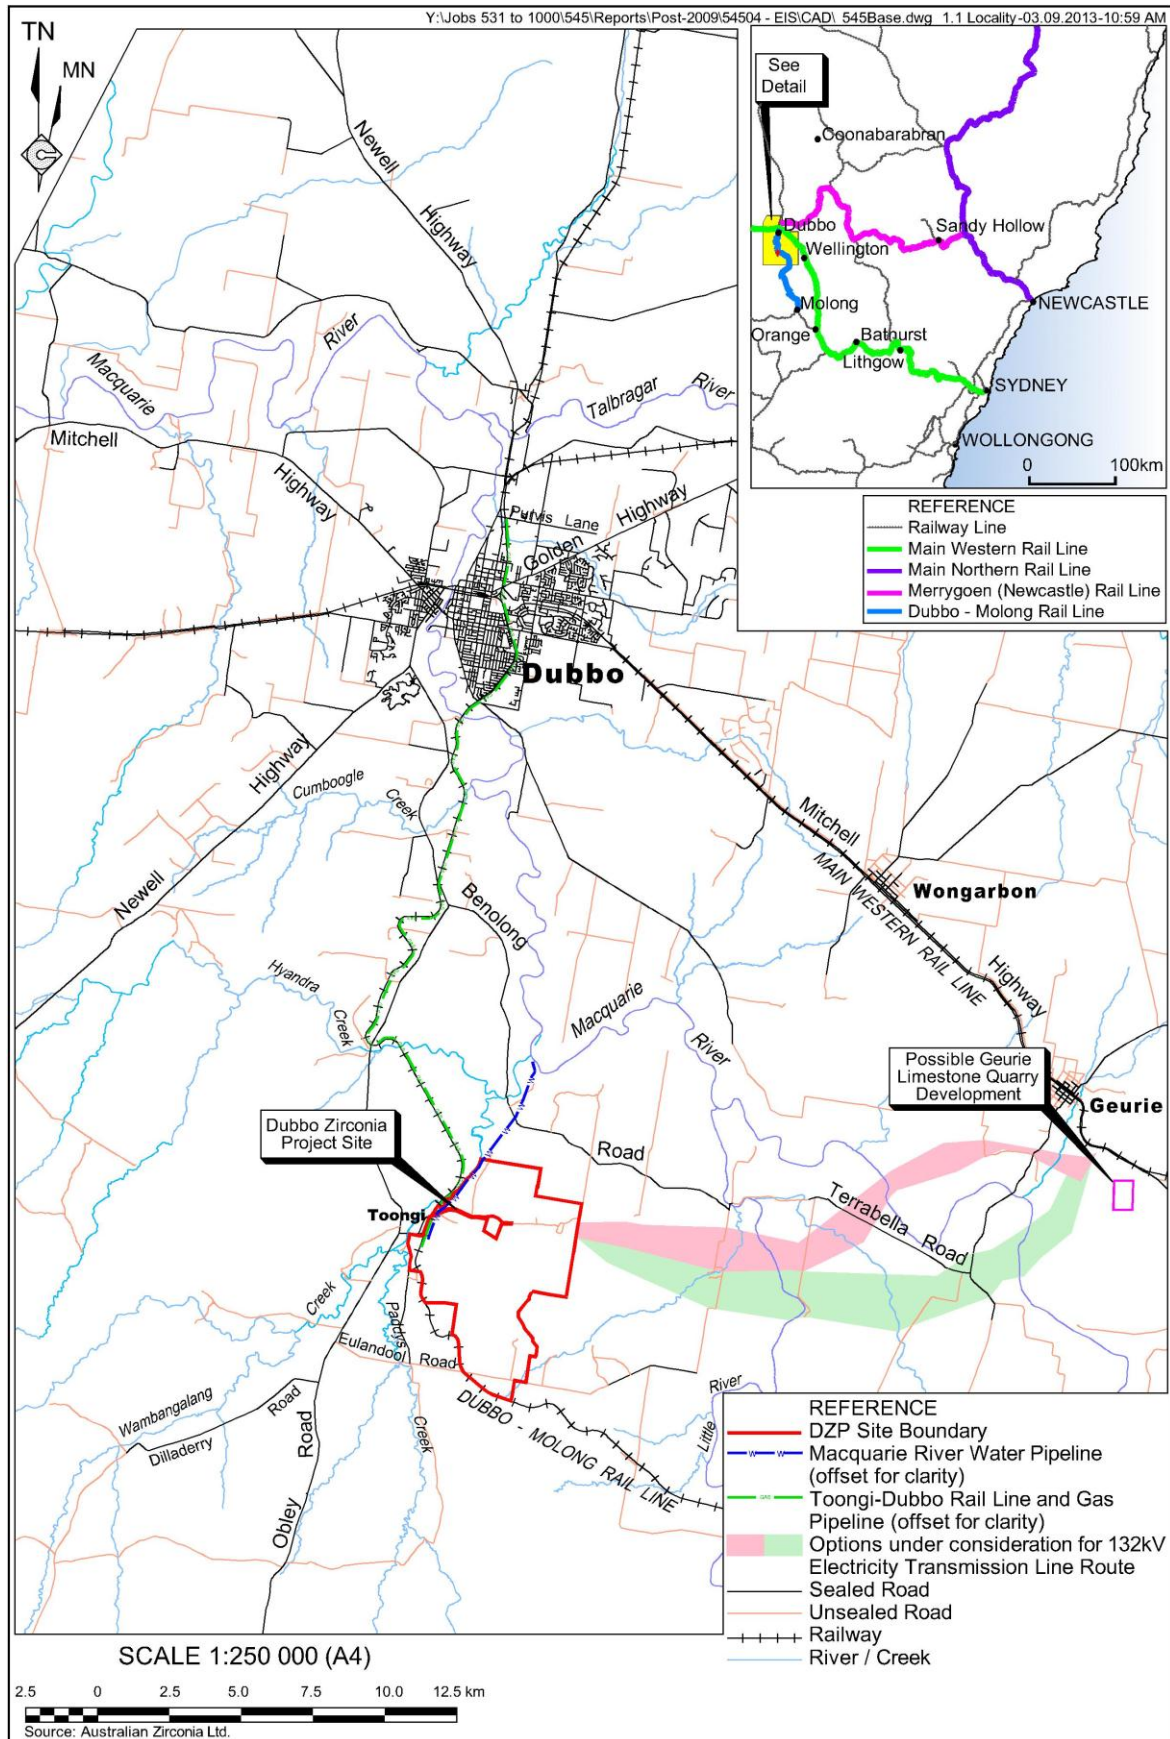 Y:\Jobs 531 to 1000\545\Reports\Post-2009\54504 - EIS\CAD\ 545Base.dwg 1.1 Locality-03.09.2013-10:59 AM
TN
MN
See
Detail
Coonabarabran
Dubbo
Sandy Hollow
Wellington
Molong
NEWCASTLE
Orange
Bathurst
Lithgow
SYDNEY
WOLLONGONG
0 100km
REFERENCE
Railway Line
Main Western Rail Line
Main Northern Rail Line
Merrygoen (Newcastle) Rail Line
Dubbo - Molong Rail Line
Newell
Highway
River
Macquarie
Talbragar
River
Mitchell
Highway
Purvis Lane
Highway
Golden
Dubbo
Highway
Cumboogle
Creek
Newell
Mitchell
MAIN WESTERN RAIL LINE
Wongarbon
Highway
Benolong
Hyandra
Creek
Macquarie
River
Possible Geurie
Limestone Quarry
Development
Geurie
Dubbo Zirconia
Project Site
Road
Terrabella
Road
Toongi
Creek
Paddys
Eulandool Road
Wambangalang
Road
Dilladerry
Road
Creek
Obley
DUBBO - MOLONG RAIL LINE
River
Little
REFERENCE
DZP Site Boundary
W W Macquarie River Water Pipeline
(offset for clarity)
GAS Toongi-Dubbo Rail Line and Gas
Pipeline (offset for clarity)
Options under consideration for 132kV
Electricity Transmission Line Route
Sealed Road
Unsealed Road
Railway
River / Creek
SCALE 1:250 000 (A4)
2.5 0 2.5 5.0 7.5 10.0 12.5 km
Source: Australian Zirconia Ltd.